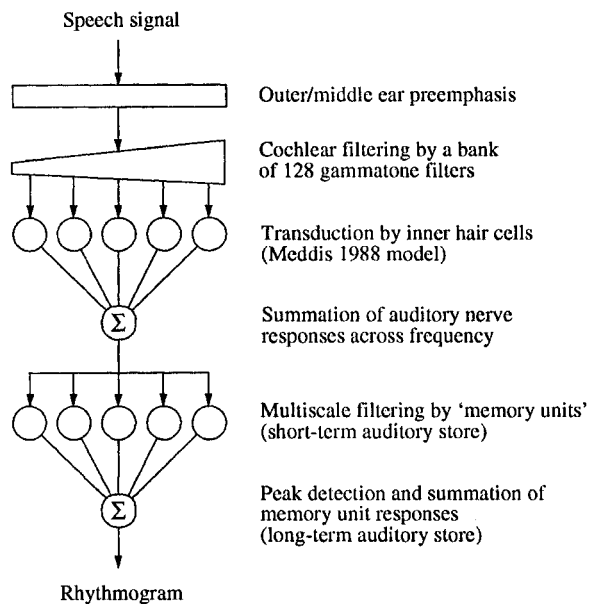 Speech signal
Outer/middle ear preemphasis
Cochlear filtering by a bank
of 128 gammatone filters
Transduction by inner hair cells
(Meddis 1988 model)
Σ
Summation of auditory nerve
responses across frequency
Multiscale filtering by ‘memory units’
(short-term auditory store)
Σ
Peak detection and summation of
memory unit responses
(long-term auditory store)
Rhythmogram